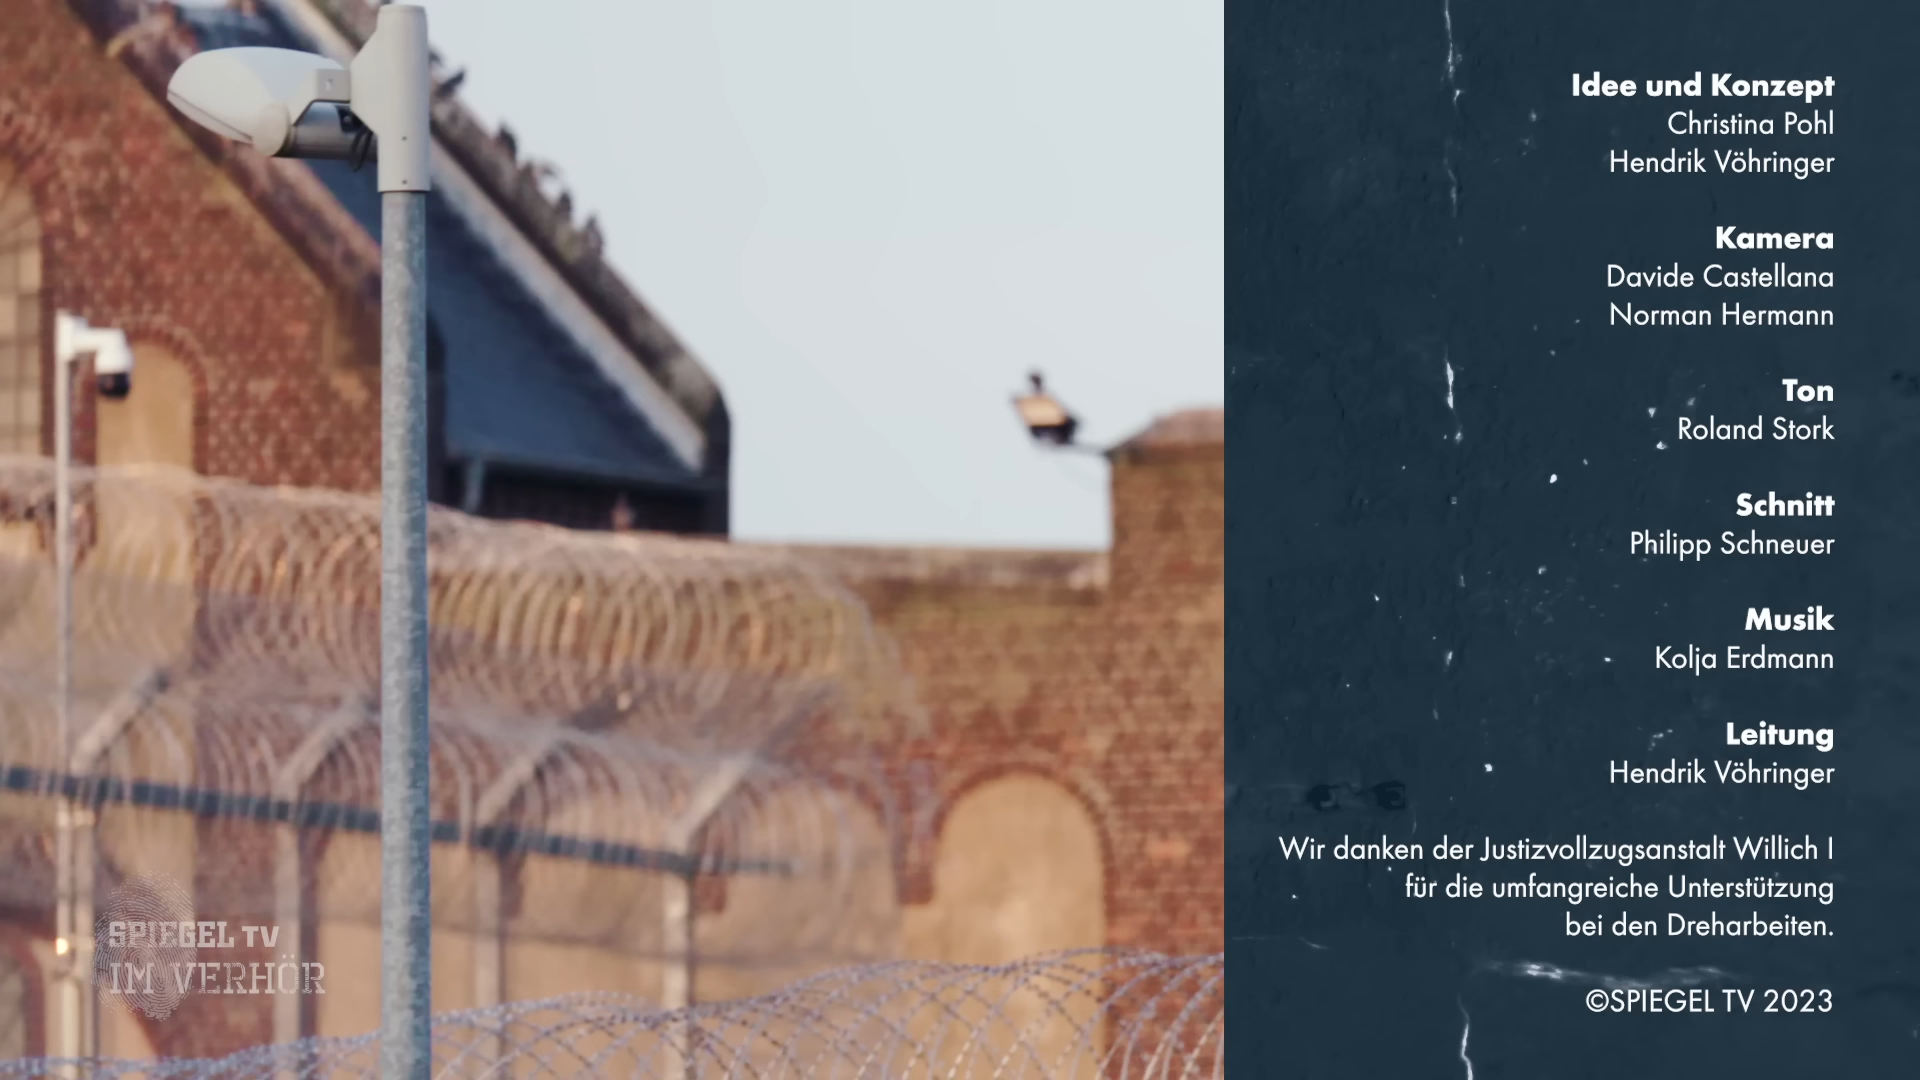 Idee und Konzept
Christina Pohl
Hendrik Vöhringer
Kamera
Davide Castellana
Norman Hermann
Ton
Roland Stork
Schnitt
Philipp Schneuer
Musik
Kolja Erdmann
Leitung
Hendrik Vöhringer
Wir danken der Justizvollzugsanstalt Willich I
für die umfangreiche Unterstützung
bei den Dreharbeiten.
©SPIEGEL TV 2023
SPIEGEL TV
IM VERHÖR